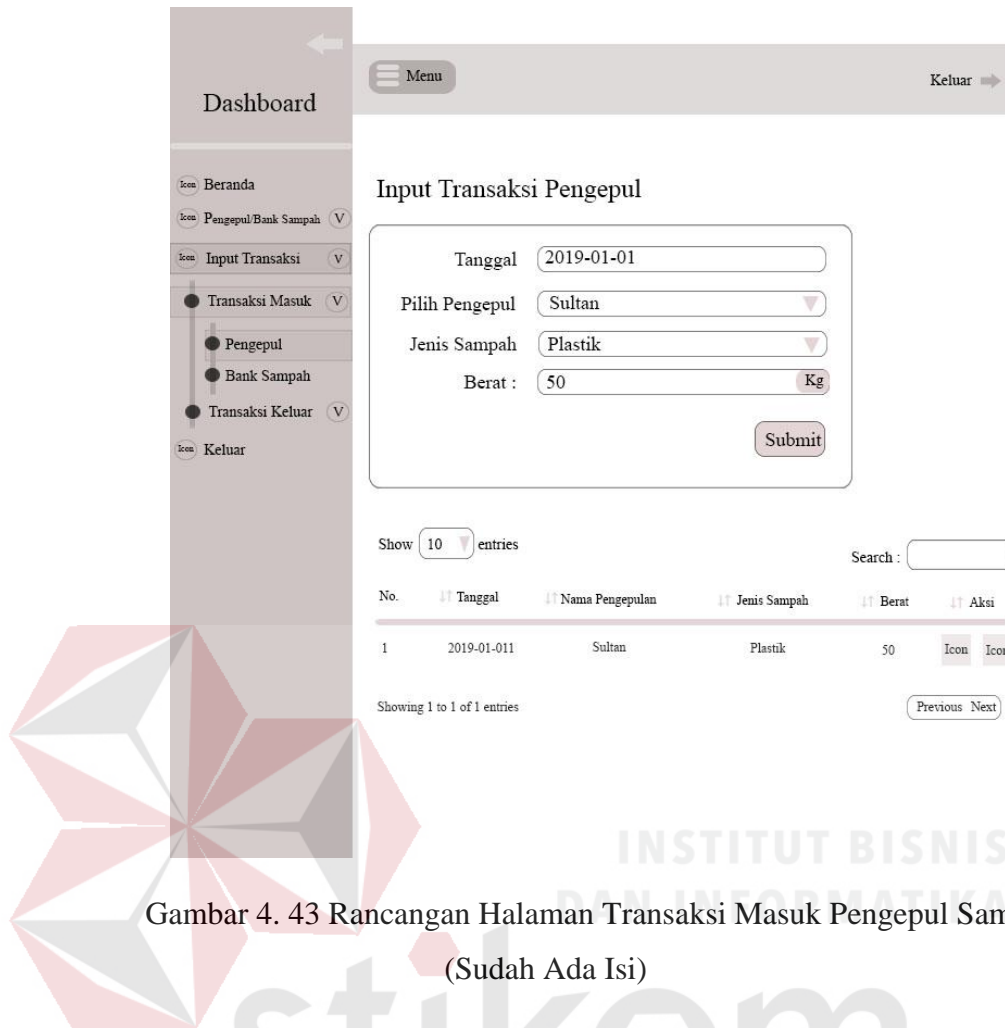 Dashboard
Icon Beranda
Icon Pengepul/Bank Sampah V
Icon Input Transaksi V
Transaksi Masuk V
Pengepul
Bank Sampah
Transaksi Keluar V
Icon Keluar
Menu
Keluar
Input Transaksi Pengepul
Tanggal 2019-01-01
Pilih Pengepul Sultan
Jenis Sampah Plastik
Berat : 50 Kg
Submit
Show 10 entries
Search :
No. Tanggal Nama Pengepulan Jenis Sampah Berat Aksi
1 2019-01-011 Sultan Plastik 50 Icon Icon
Showing 1 to 1 of 1 entries
Previous Next
INSTITUT BISNIS
DAN INFORMATIKA
Gambar 4. 43 Rancangan Halaman Transaksi Masuk Pengepul Sam
(Sudah Ada Isi)
stikom